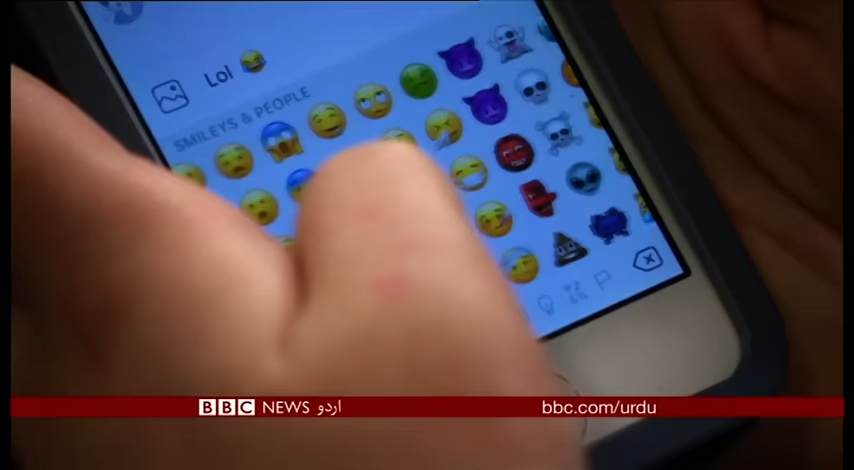 Lol 😂
SMILEYS & PEOPLE
BBC NEWS اردو
bbc.com/urdu